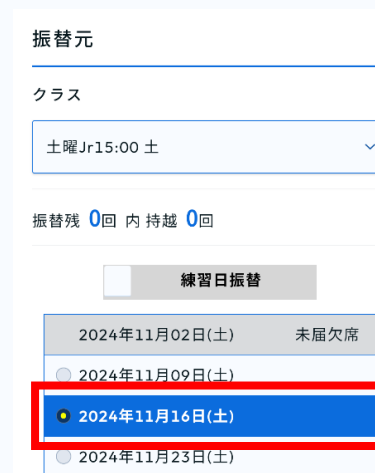 振替元
クラス
土曜Jr15:00 土
振替残 0回 内 持越 0回
練習日振替
2024年11月02日(土) 未届欠席
2024年11月09日(土)
2024年11月16日(土)
2024年11月23日(土)